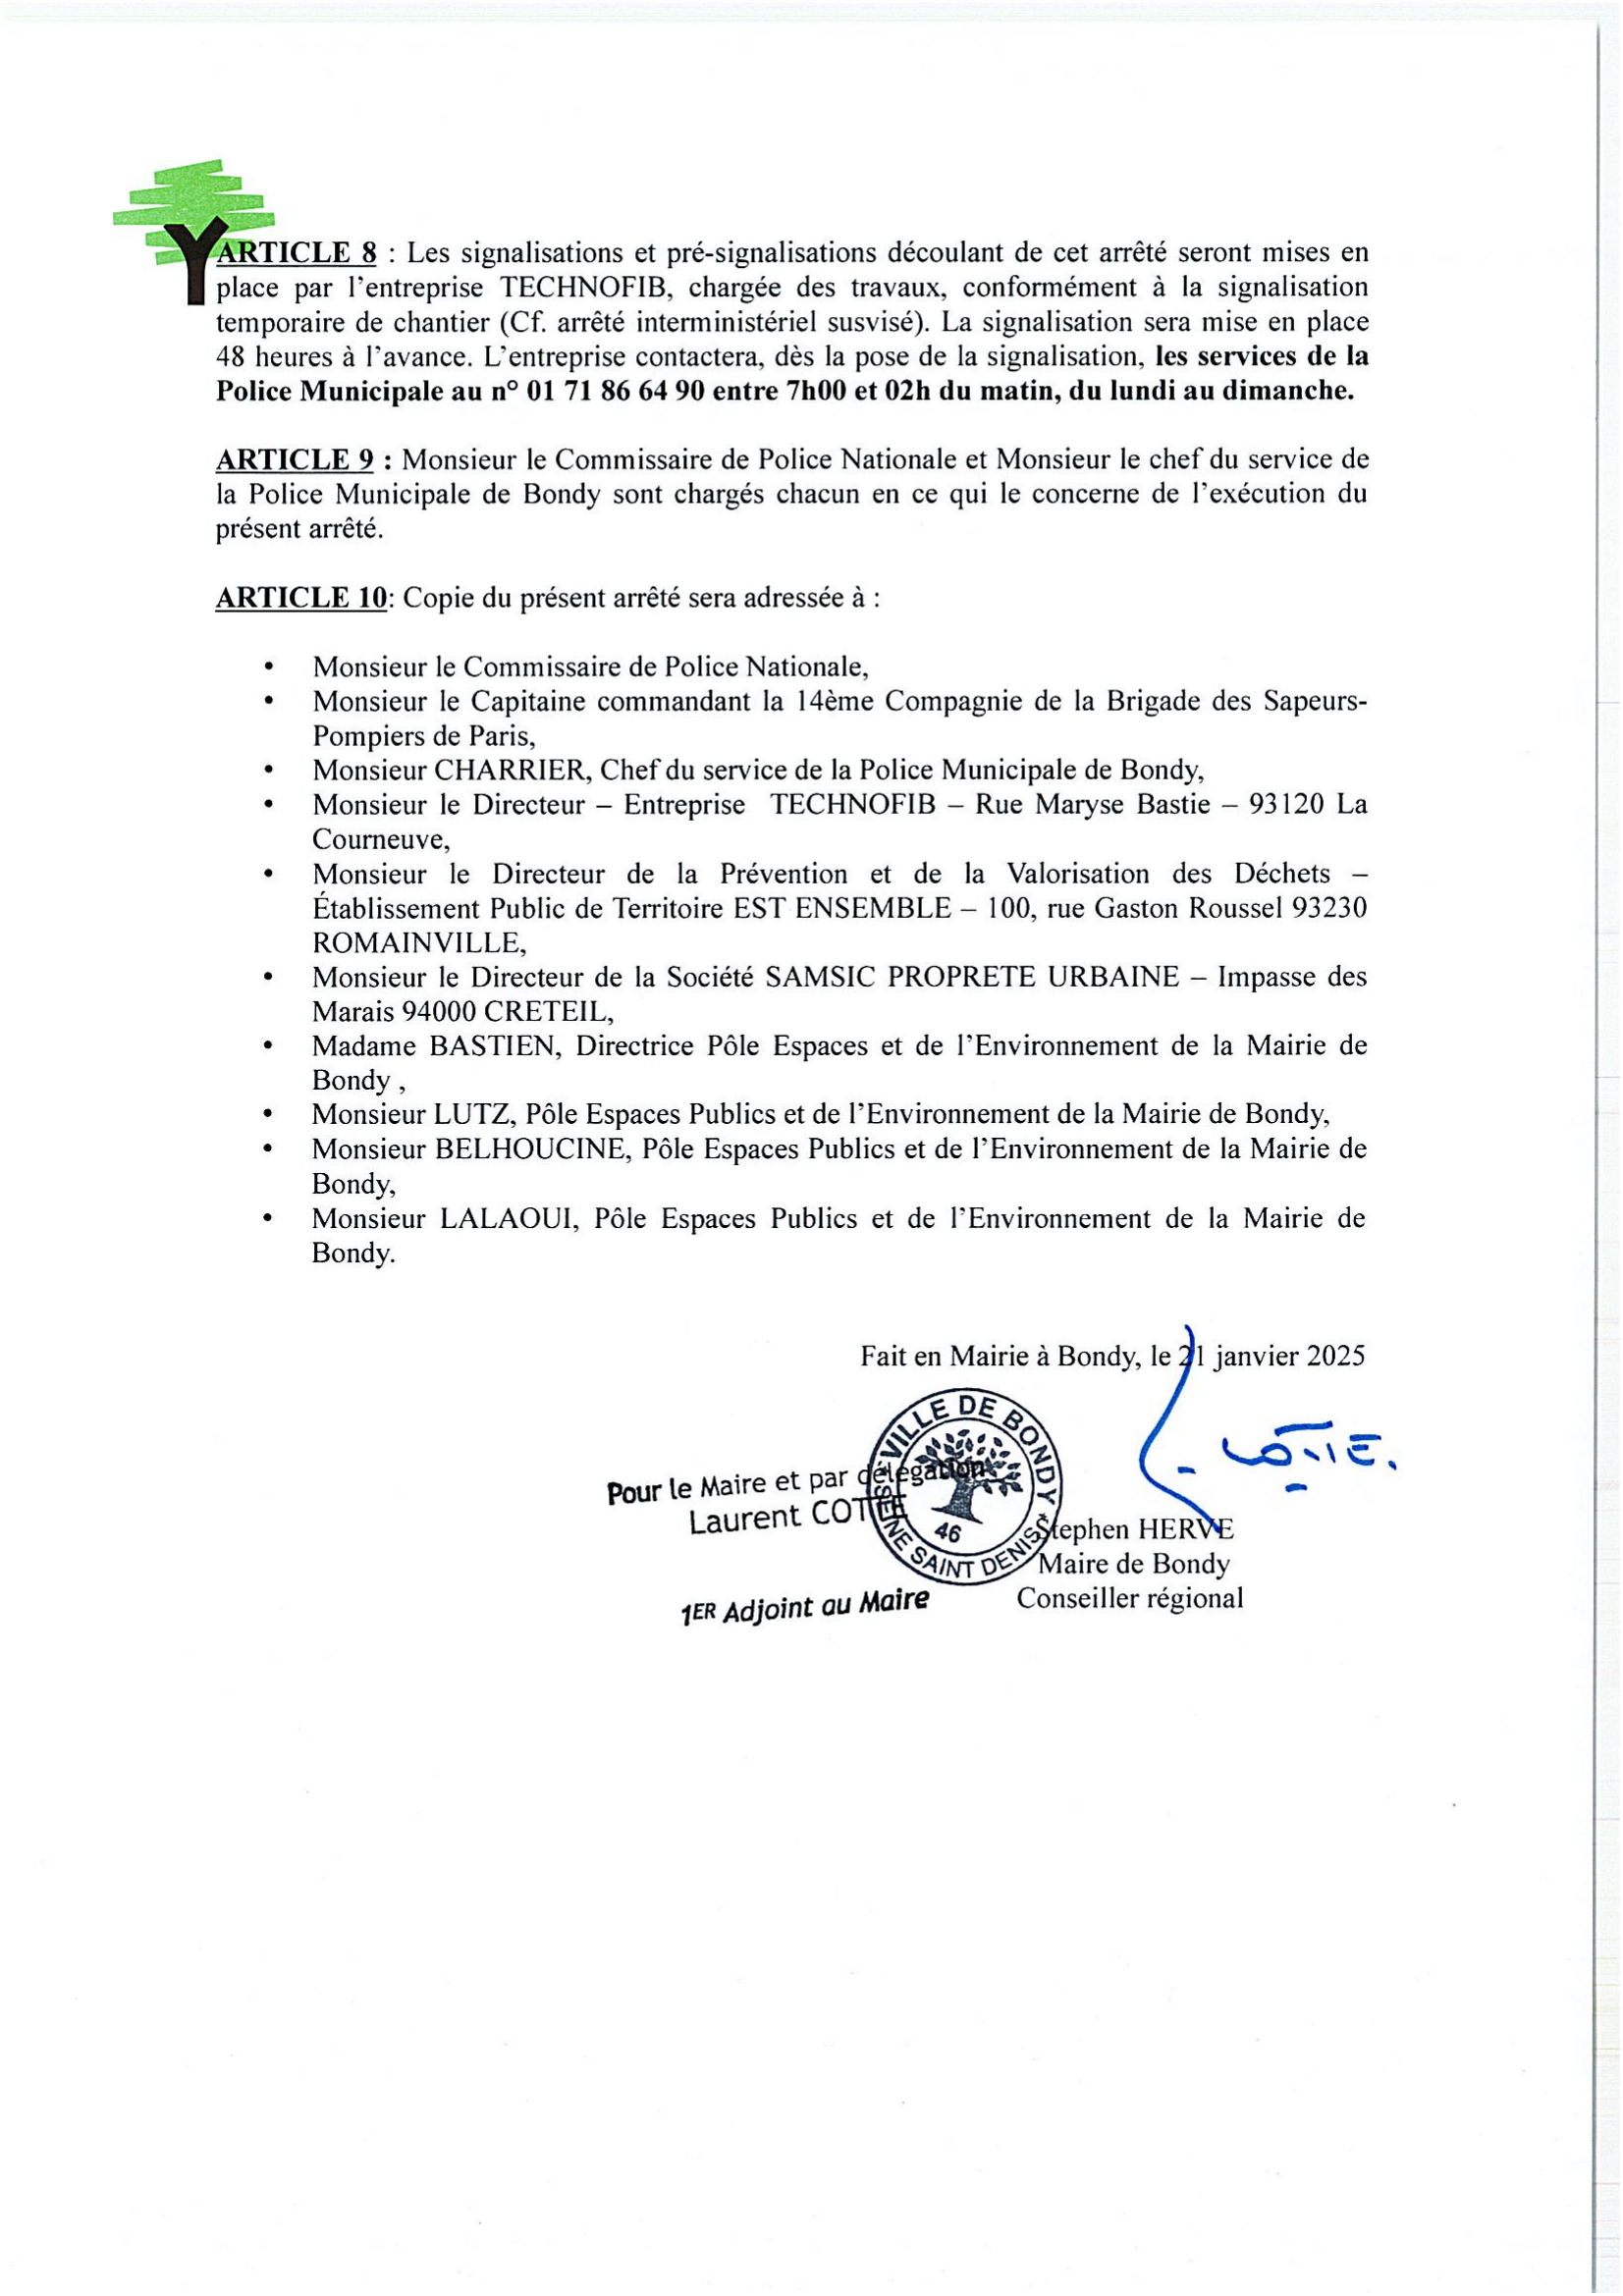 ARTICLE 8 : Les signalisations et pré-signalisations découlant de cet arrêté seront mises en
place par l'entreprise TECHNOFIB, chargée des travaux, conformément à la signalisation
temporaire de chantier (Cf. arrêté interministériel susvisé). La signalisation sera mise en place
48 heures à l'avance. L'entreprise contactera, dès la pose de la signalisation, les services de la
Police Municipale au n° 01 71 86 64 90 entre 7h00 et 02h du matin, du lundi au dimanche.
ARTICLE 9 : Monsieur le Commissaire de Police Nationale et Monsieur le chef du service de
la Police Municipale de Bondy sont chargés chacun en ce qui le concerne de l'exécution du
présent arrêté.
ARTICLE 10: Copie du présent arrêté sera adressée à :
• Monsieur le Commissaire de Police Nationale,
• Monsieur le Capitaine commandant la 14ème Compagnie de la Brigade des Sapeurs-
Pompiers de Paris,
• Monsieur CHARRIER, Chef du service de la Police Municipale de Bondy,
• Monsieur le Directeur – Entreprise TECHNOFIB – Rue Maryse Bastie – 93120 La
Courneuve,
• Monsieur le Directeur de la Prévention et de la Valorisation des Déchets –
Établissement Public de Territoire EST ENSEMBLE – 100, rue Gaston Roussel 93230
ROMAINVILLE,
• Monsieur le Directeur de la Société SAMSIC PROPRETE URBAINE – Impasse des
Marais 94000 CRETEIL,
• Madame BASTIEN, Directrice Pôle Espaces et de l'Environnement de la Mairie de
Bondy ,
• Monsieur LUTZ, Pôle Espaces Publics et de l'Environnement de la Mairie de Bondy,
• Monsieur BELHOUCINE, Pôle Espaces Publics et de l'Environnement de la Mairie de
Bondy,
• Monsieur LALAOUI, Pôle Espaces Publics et de l'Environnement de la Mairie de
Bondy.
Fait en Mairie à Bondy, le 21 janvier 2025
VILLE DE BONDY
46
SEINE SAINT DENIS
Pour le Maire et par délégation
Laurent COTTE
1ER Adjoint au Maire
Stephen HERVE
Maire de Bondy
Conseiller régional